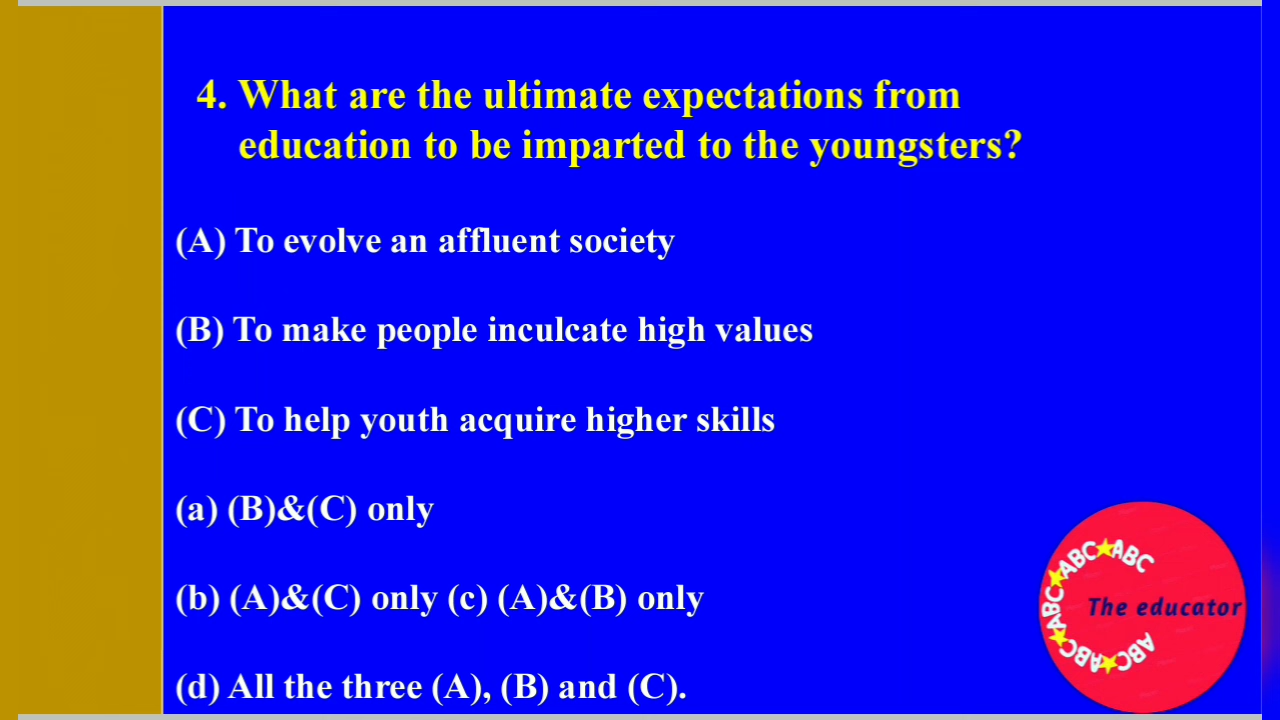 4. What are the ultimate expectations from
education to be imparted to the youngsters?
(A) To evolve an affluent society
(B) To make people inculcate high values
(C) To help youth acquire higher skills
(a) (B)&(C) only
(b) (A)&(C) only (c) (A)&(B) only
(d) All the three (A), (B) and (C).
ABC★ABC★ABC★ABC★ABC★ABC
The educator